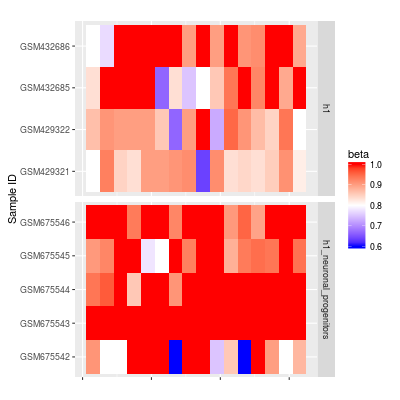 GSM432686
GSM432685
GSM429322
GSM429321
h1
GSM675546
GSM675545
GSM675544
GSM675543
GSM675542
h1_neuronal_progenitors
Sample ID
beta
1.0
0.9
0.8
0.7
0.6